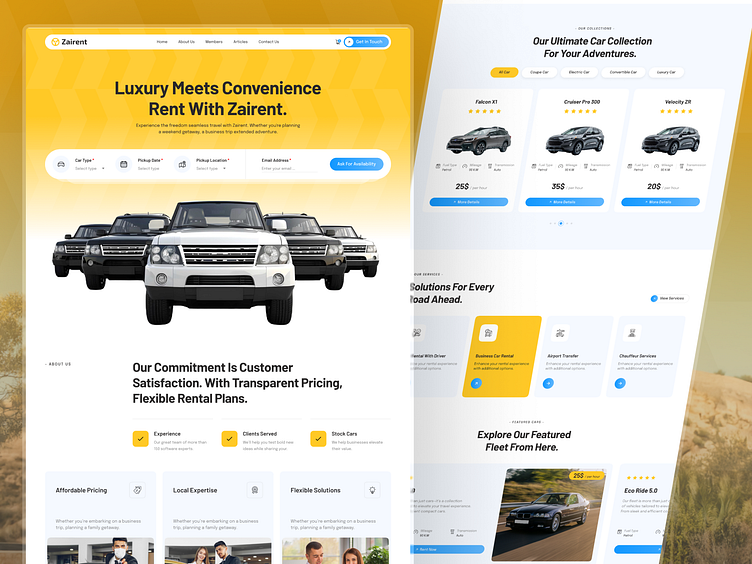 Zairent
Home
About Us
Members
Articles
Contact Us
Get In Touch
Luxury Meets Convenience
Rent With Zairent.
Experience the freedom seamless travel with Zairent. Whether you're planning
a weekend getaway, a business trip extended adventure.
Car Type *
Select type
Pickup Date *
Select type
Pickup Location *
Select type
Email Address *
Enter your email ...
Ask For Availability
- ABOUT US
Our Commitment Is Customer
Satisfaction. With Transparent Pricing,
Flexible Rental Plans.
Experience
Our great team of more than
150 software experts.
Clients Served
We'll help you test bold new
ideas while sharing your.
Stock Cars
We help businesses elevate
their value.
Affordable Pricing
Whether you're embarking on a business
trip, planning a family getaway.
Local Expertise
Whether you're embarking on a business
trip, planning a family getaway.
Flexible Solutions
Whether you're embarking on a business
trip, planning a family getaway.
- OUR COLLECTIONS -
Our Ultimate Car Collection
For Your Adventures.
All Car
Coupe Car
Electric Car
Convertible Car
Luxury Car
Falcon X1
Fuel Type
Petrol
Mileage
Transmission
Auto
25$ / per hour
+ More Details
Cruiser Pro 300
Fuel Type
Petrol
Mileage
Transmission
Auto
35$ / per hour
+ More Details
Velocity ZR
Fuel Type
Petrol
Mileage
Transmission
Auto
20$ / per hour
+ More Details
OUR SERVICES -
Solutions For Every
Road Ahead.
View Services
Rental With Driver
Enhance your rental experience
with additional options
Business Car Rental
Enhance your rental experience
with additional options
Airport Transfer
Enhance your rental experience
with additional options
Chauffeur Services
Enhance your rental experience
with additional options
- FEATURED CARS -
Explore Our Featured
Fleet From Here.
Mileage
Transmission
Auto
+ Rent Now
25$ / per hour
Eco Ride 5.0
Fuel Type
Petrol